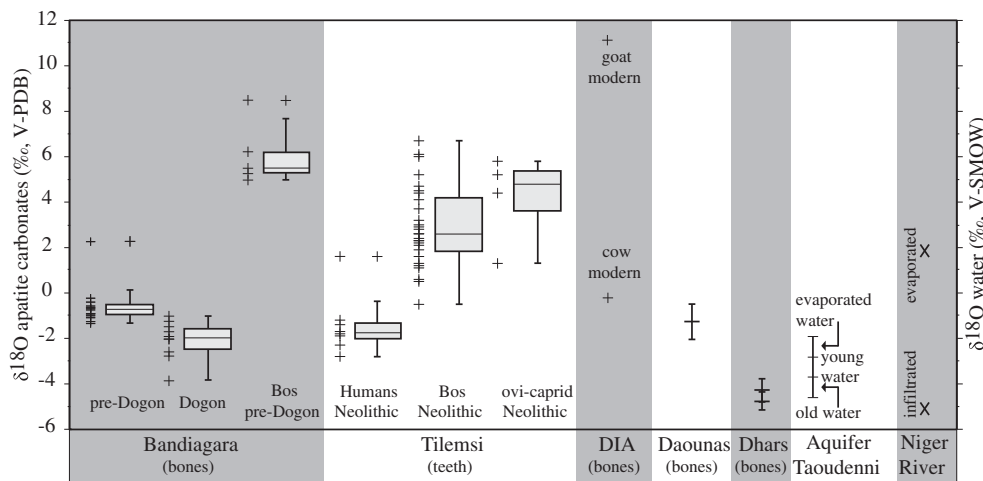 12
10
8
6
4
2
0
-2
-4
-6
δ18O apatite carbonates (‰, V-PDB)
pre-Dogon
Dogon
Bos
pre-Dogon
Humans
Neolithic
Bos
Neolithic
ovi-caprid
Neolithic
goat
modern
cow
modern
evaporated
water
young
water
old water
evaporated
infiltrated
δ18O water (‰, V-SMOW)
Bandiagara
(bones)
Tilemsi
(teeth)
DIA
(bones)
Daounas
(bones)
Dhars
(bones)
Aquifer
Taoudenni
Niger
River